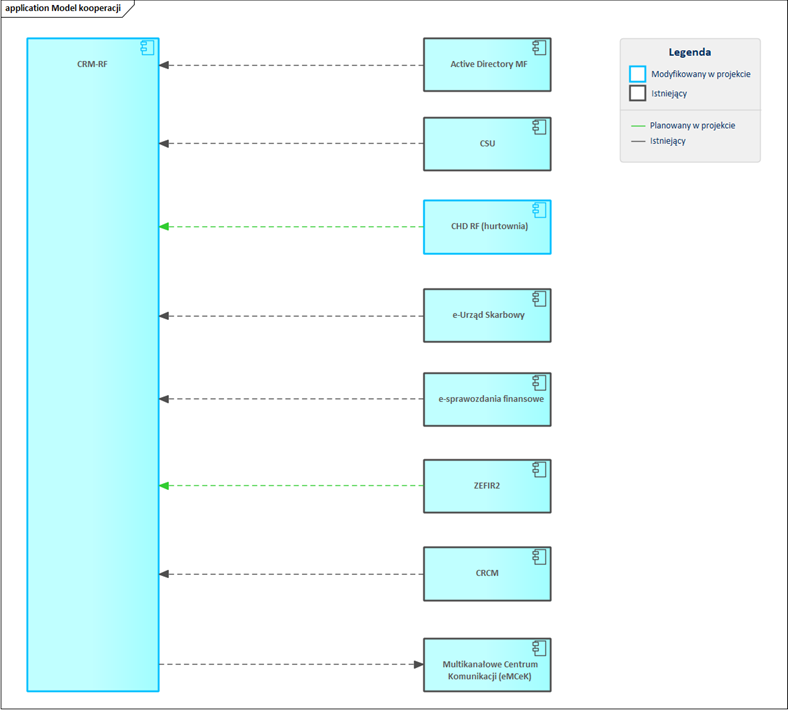 application Model kooperacji
CRM-RF
Active Directory MF
CSU
CHD RF (hurtownia)
e-Urząd Skarbowy
e-sprawozdania finansowe
ZEFIR2
CRCM
Multikanałowe Centrum
Komunikacji (eMCeK)
Legenda
Modyfikowany w projekcie
Istniejący
Planowany w projekcie
Istniejący